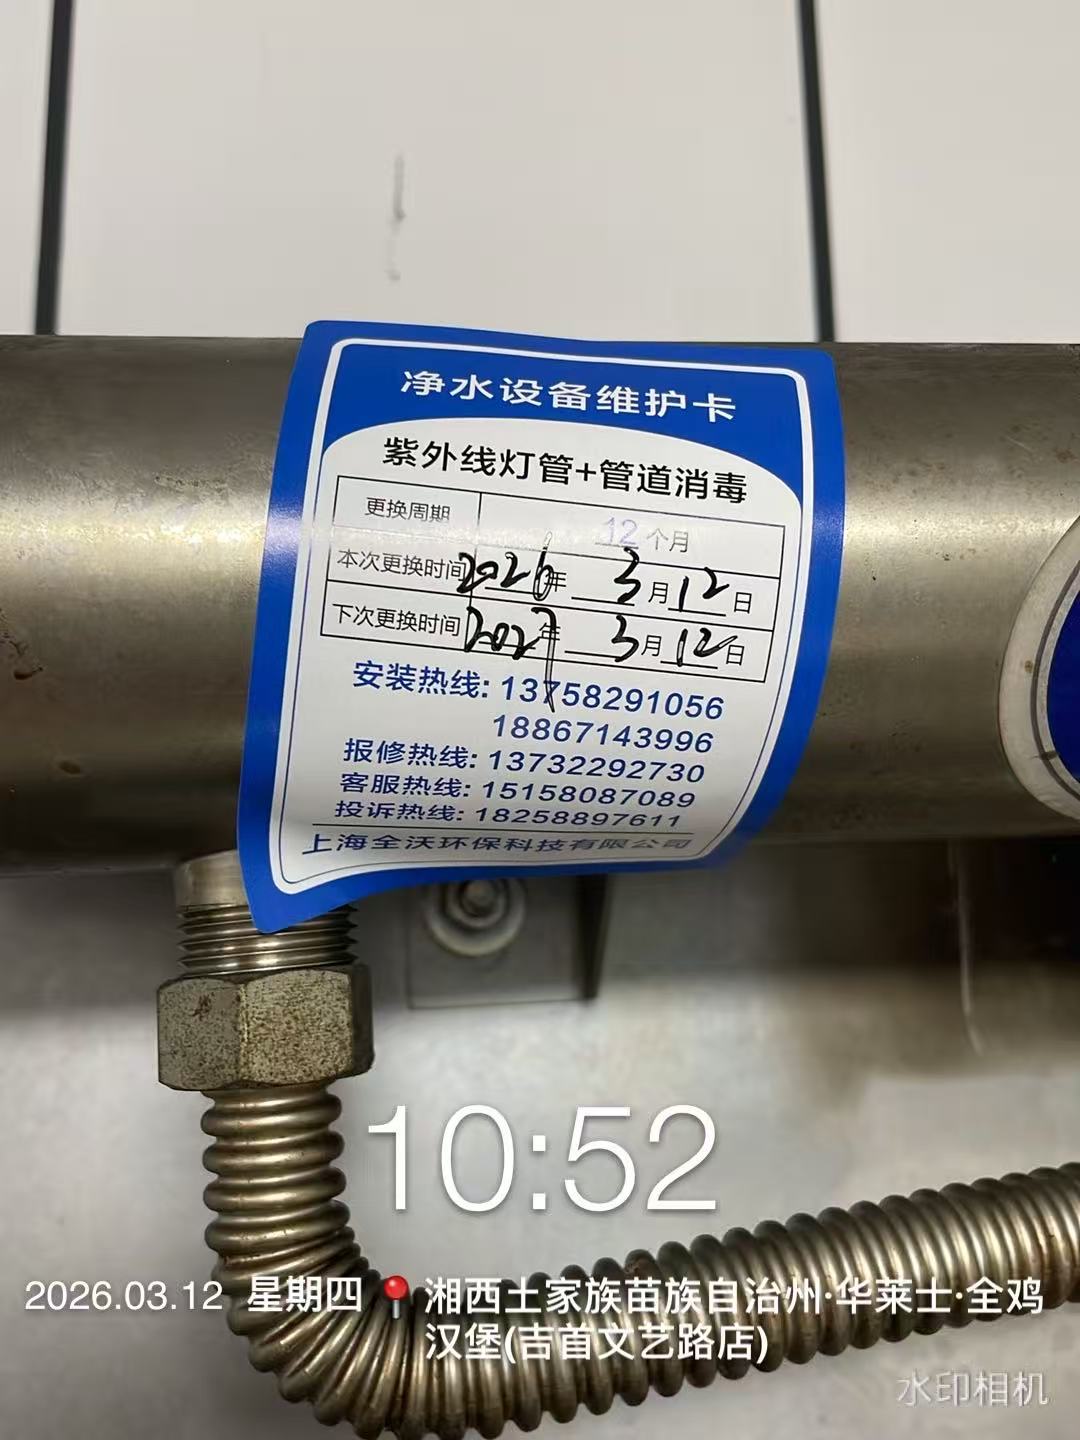 净水设备维护卡
紫外线灯管+管道消毒
更换周期 12个月
本次更换时间 2026年 3月12日
下次更换时间 2027年 3月12日
安装热线: 13758291056
18867143996
报修热线: 13732292730
客服热线: 15158087089
投诉热线: 18258897611
上海全沃环保科技有限公司
10:52
2026.03.12 星期四 湘西土家族苗族自治州·华莱士·全鸡
汉堡(吉首文艺路店)
水印相机